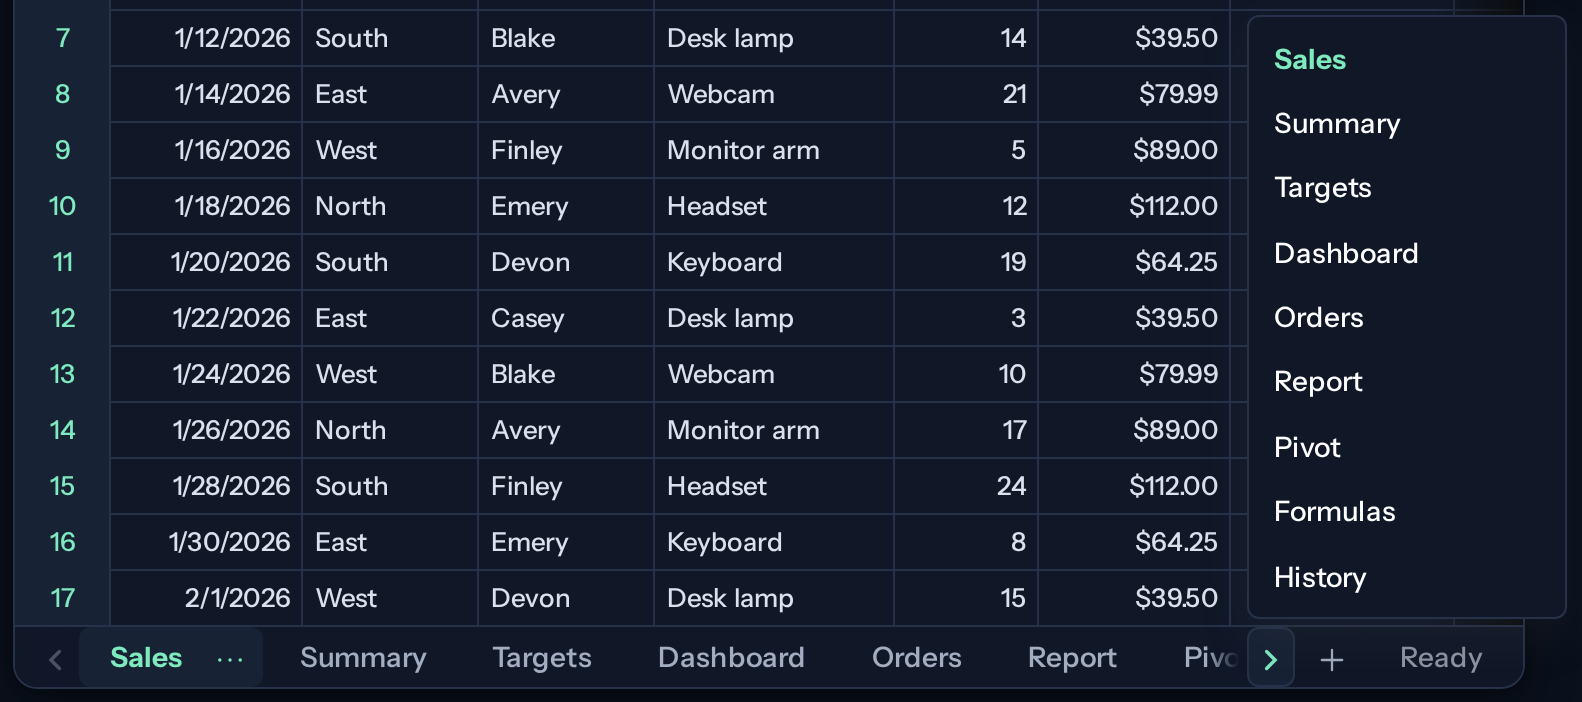 7 1/12/2026 South Blake Desk lamp 14 $39.50
8 1/14/2026 East Avery Webcam 21 $79.99
9 1/16/2026 West Finley Monitor arm 5 $89.00
10 1/18/2026 North Emery Headset 12 $112.00
11 1/20/2026 South Devon Keyboard 19 $64.25
12 1/22/2026 East Casey Desk lamp 3 $39.50
13 1/24/2026 West Blake Webcam 10 $79.99
14 1/26/2026 North Avery Monitor arm 17 $89.00
15 1/28/2026 South Finley Headset 24 $112.00
16 1/30/2026 East Emery Keyboard 8 $64.25
17 2/1/2026 West Devon Desk lamp 15 $39.50
Sales
Summary
Targets
Dashboard
Orders
Report
Pivot
Formulas
History
Sales ... Summary Targets Dashboard Orders Report Pivo Ready